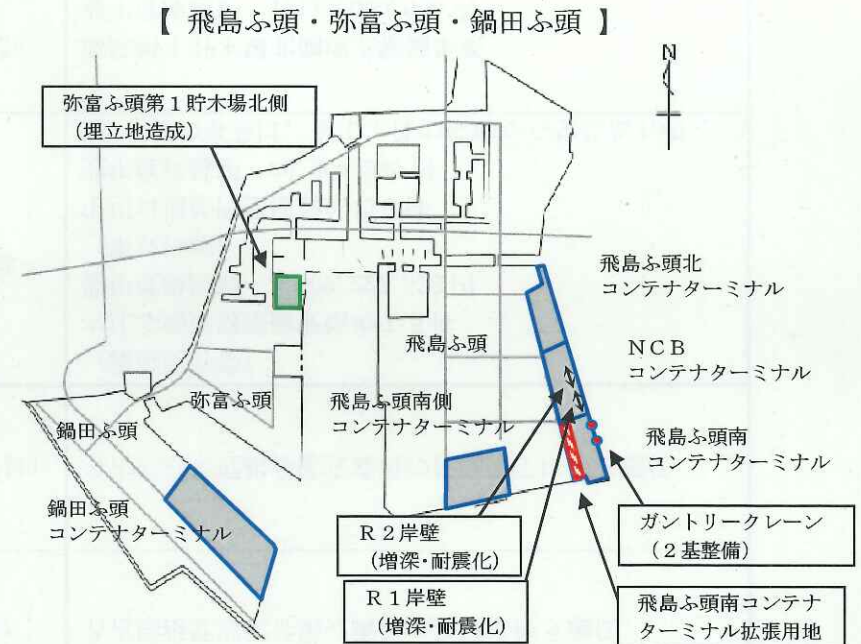 【 飛島ふ頭・弥富ふ頭・鍋田ふ頭 】
N
弥富ふ頭第１貯木場北側
（埋立地造成）
飛島ふ頭北
コンテナターミナル
飛島ふ頭
ＮＣＢ
コンテナターミナル
弥富ふ頭
飛島ふ頭南側
コンテナターミナル
鍋田ふ頭
飛島ふ頭南
コンテナターミナル
鍋田ふ頭
コンテナターミナル
Ｒ２岸壁
（増深・耐震化）
ガントリークレーン
（２基整備）
Ｒ１岸壁
（増深・耐震化）
飛島ふ頭南コンテナ
ターミナル拡張用地